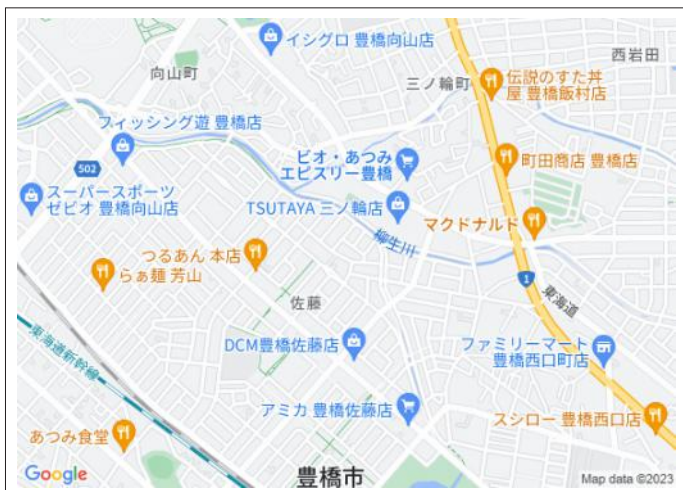 イシグロ 豊橋向山店
向山町
西岩田
三ノ輪町
伝説のすた丼
屋 豊橋飯村店
フィッシング遊 豊橋店
ビオ・あつみ
エピスリー豊橋
町田商店 豊橋店
502
スーパースポーツ
ゼビオ 豊橋向山店
TSUTAYA 三ノ輪店
マクドナルド
柳生川
つるあん 本店
らぁ麺 芳山
1
東海道
佐藤
東海道新幹線
DCM豊橋佐藤店
ファミリーマート
豊橋西口町店
アミカ 豊橋佐藤店
スシロー 豊橋西口店
あつみ食堂
Google
豊橋市
Map data ©2023